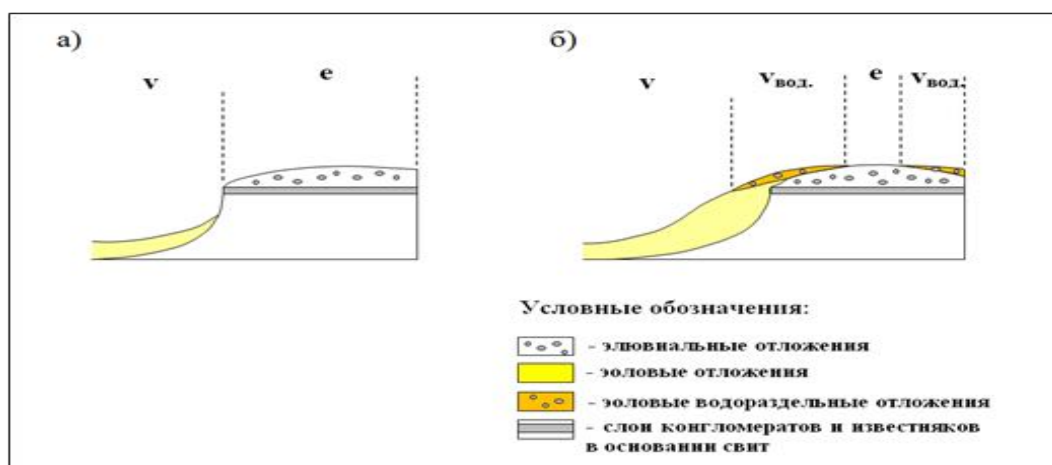 а)
б)
v
е
v
vвод.
е
vвод.
Условные обозначения:
- элювиальные отложения
- эоловые отложения
- эоловые водораздельные отложения
- слои конгломератов и известняков
в основании свит